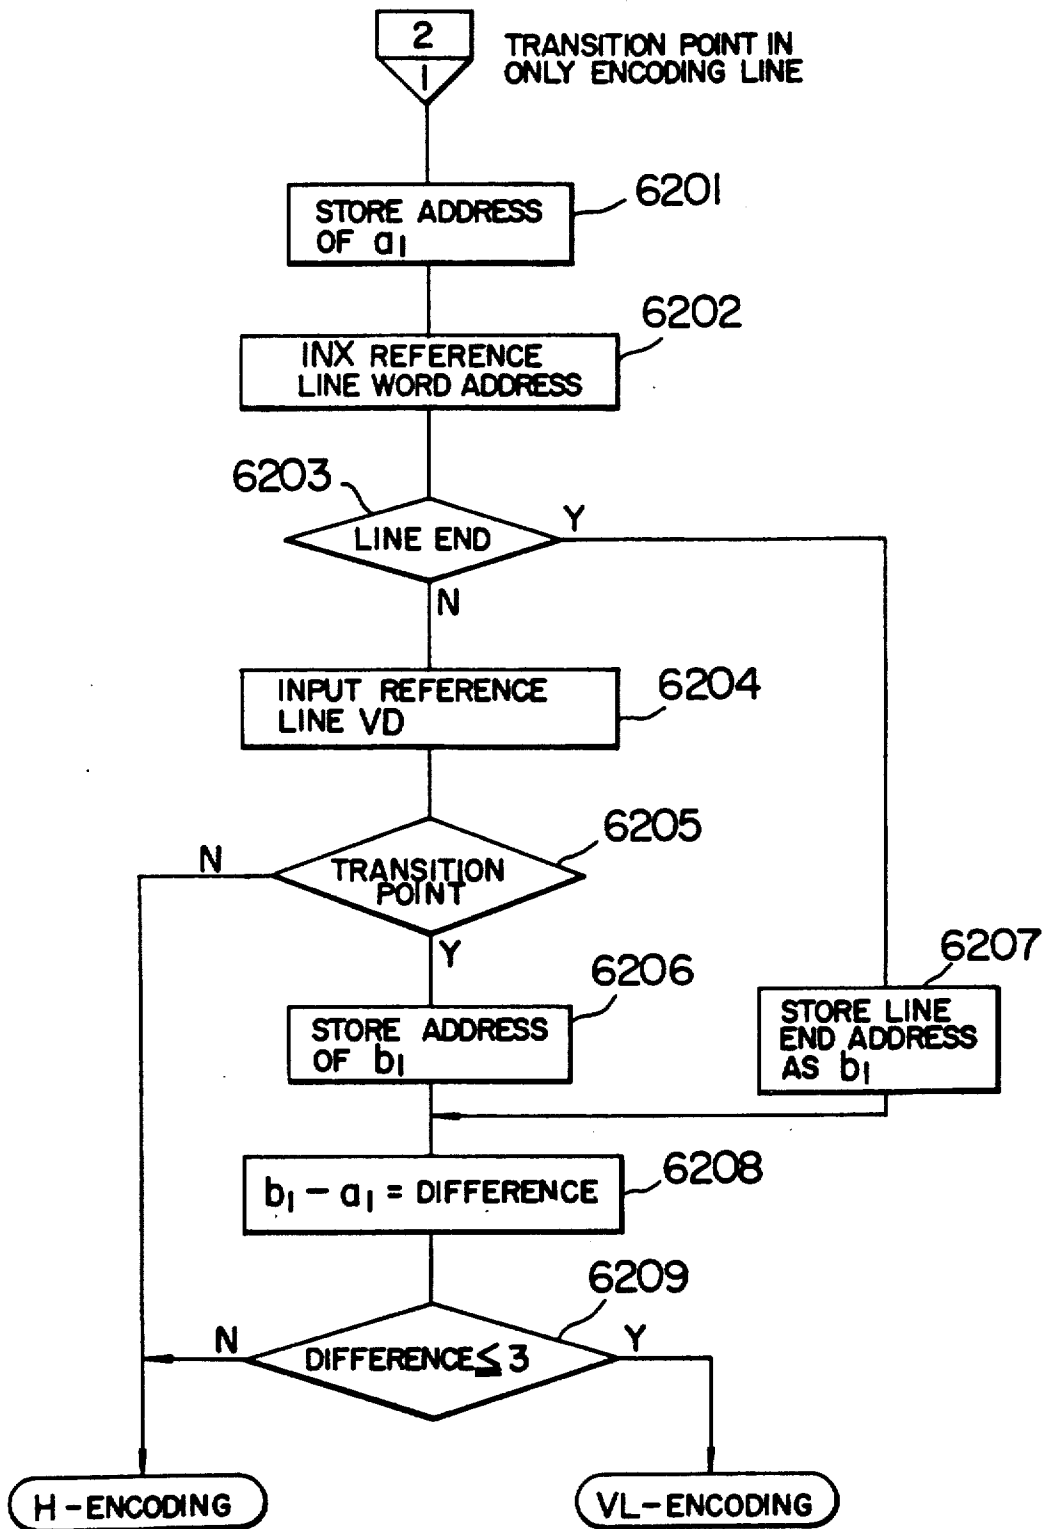 2
1
TRANSITION POINT IN
ONLY ENCODING LINE
6201
STORE ADDRESS
OF a1
6202
INX REFERENCE
LINE WORD ADDRESS
6203
LINE END
Y
N
INPUT REFERENCE
LINE VD
6204
6205
N
TRANSITION
POINT
Y
6206
STORE ADDRESS
OF b1
6207
STORE LINE
END ADDRESS
AS b1
b1 - a1 = DIFFERENCE
6208
6209
N
DIFFERENCE ≤ 3
Y
H-ENCODING
VL-ENCODING